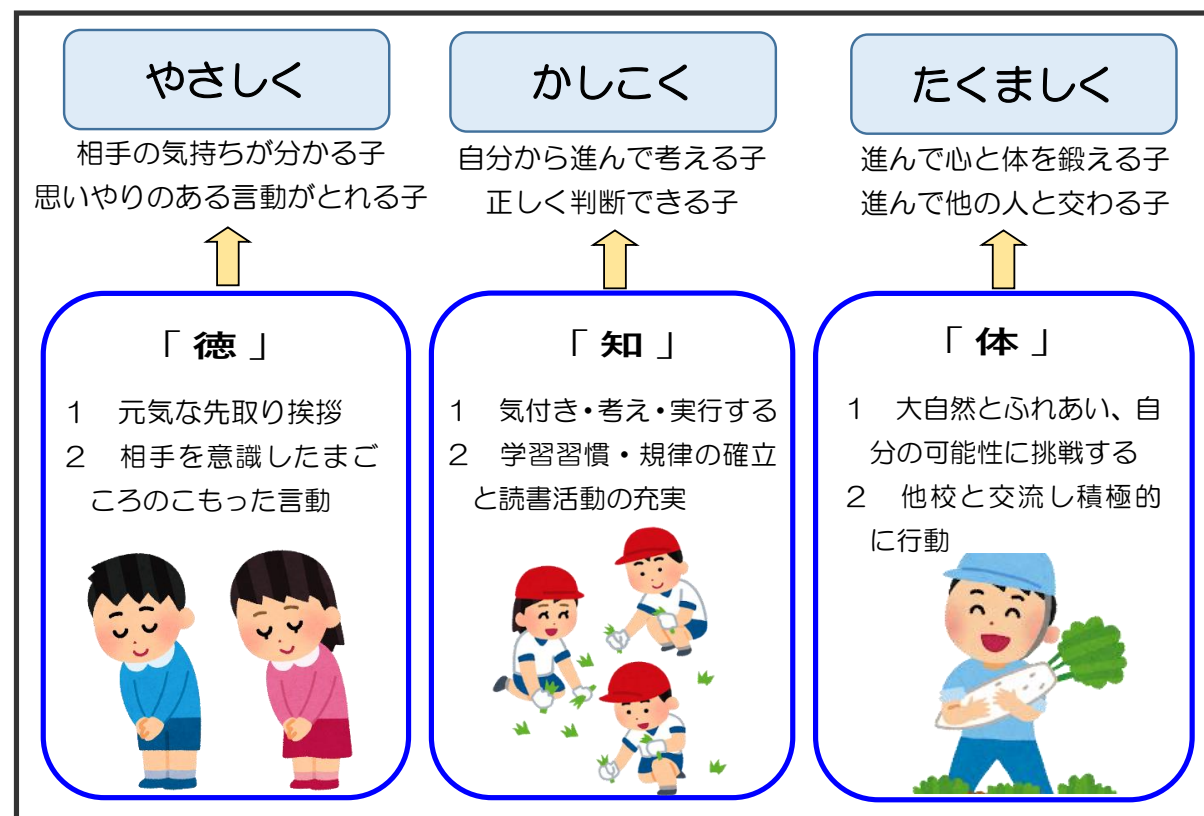 やさしく
相手の気持ちが分かる子
思いやりのある言動がとれる子
「 徳 」
1　元気な先取り挨拶
2　相手を意識したまご
ころのこもった言動
かしこく
自分から進んで考える子
正しく判断できる子
「 知 」
1　気付き・考え・実行する
2　学習習慣・規律の確立
と読書活動の充実
たくましく
進んで心と体を鍛える子
進んで他の人と交わる子
「 体 」
1　大自然とふれあい、自
分の可能性に挑戦する
2　他校と交流し積極的
に行動